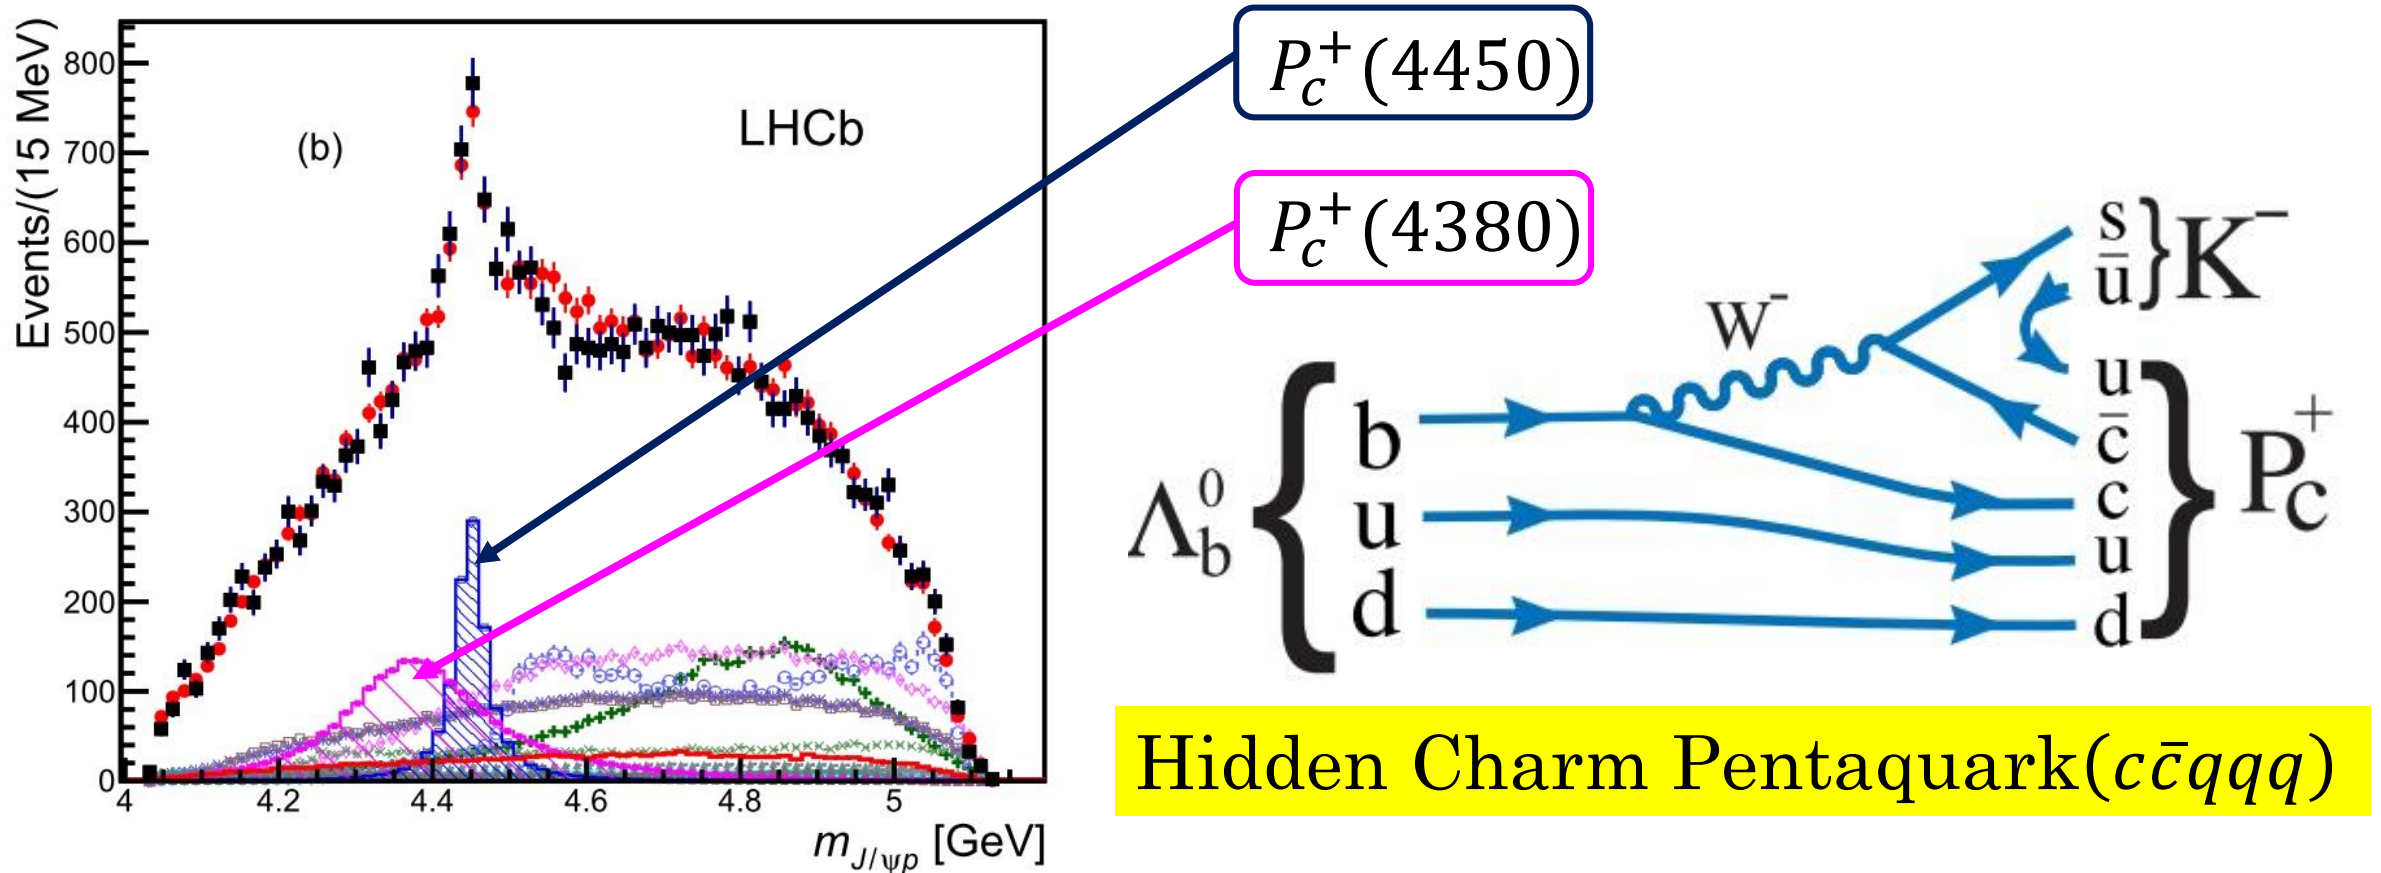 Events/(15 MeV)
800
700
600
500
400
300
200
100
0
4
4.2
4.4
4.6
4.8
5
m_{J/ψp} [GeV]
(b)
LHCb
P_c^+(4450)
P_c^+(4380)
Λ_b^0 {
b
u
d
W^-
s
ū
} K^-
u
c̄
c
u
d
} P_c^+
Hidden Charm Pentaquark(cc̄qqq)